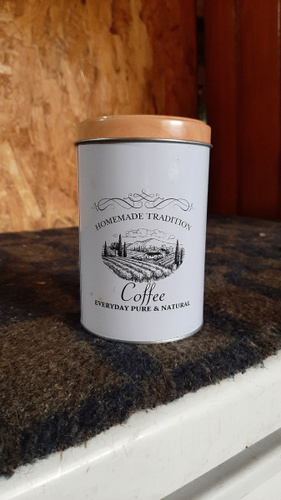 HOMEMADE TRADITION
Coffee
EVERYDAY PURE & NATURAL